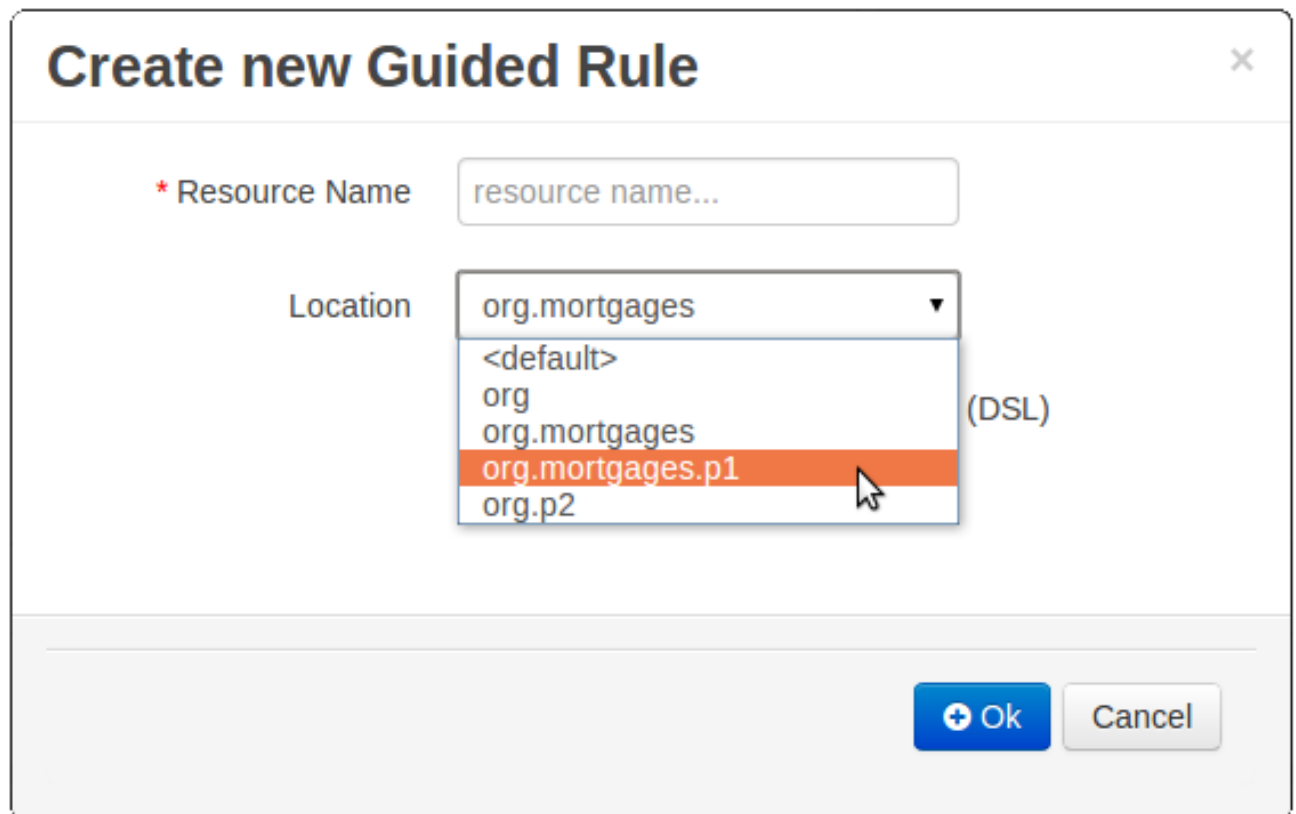 Create new Guided Rule ×
* Resource Name resource name...
Location org.mortgages
<default>
org
(DSL)
org.mortgages
org.mortgages.p1
org.p2
Ok Cancel